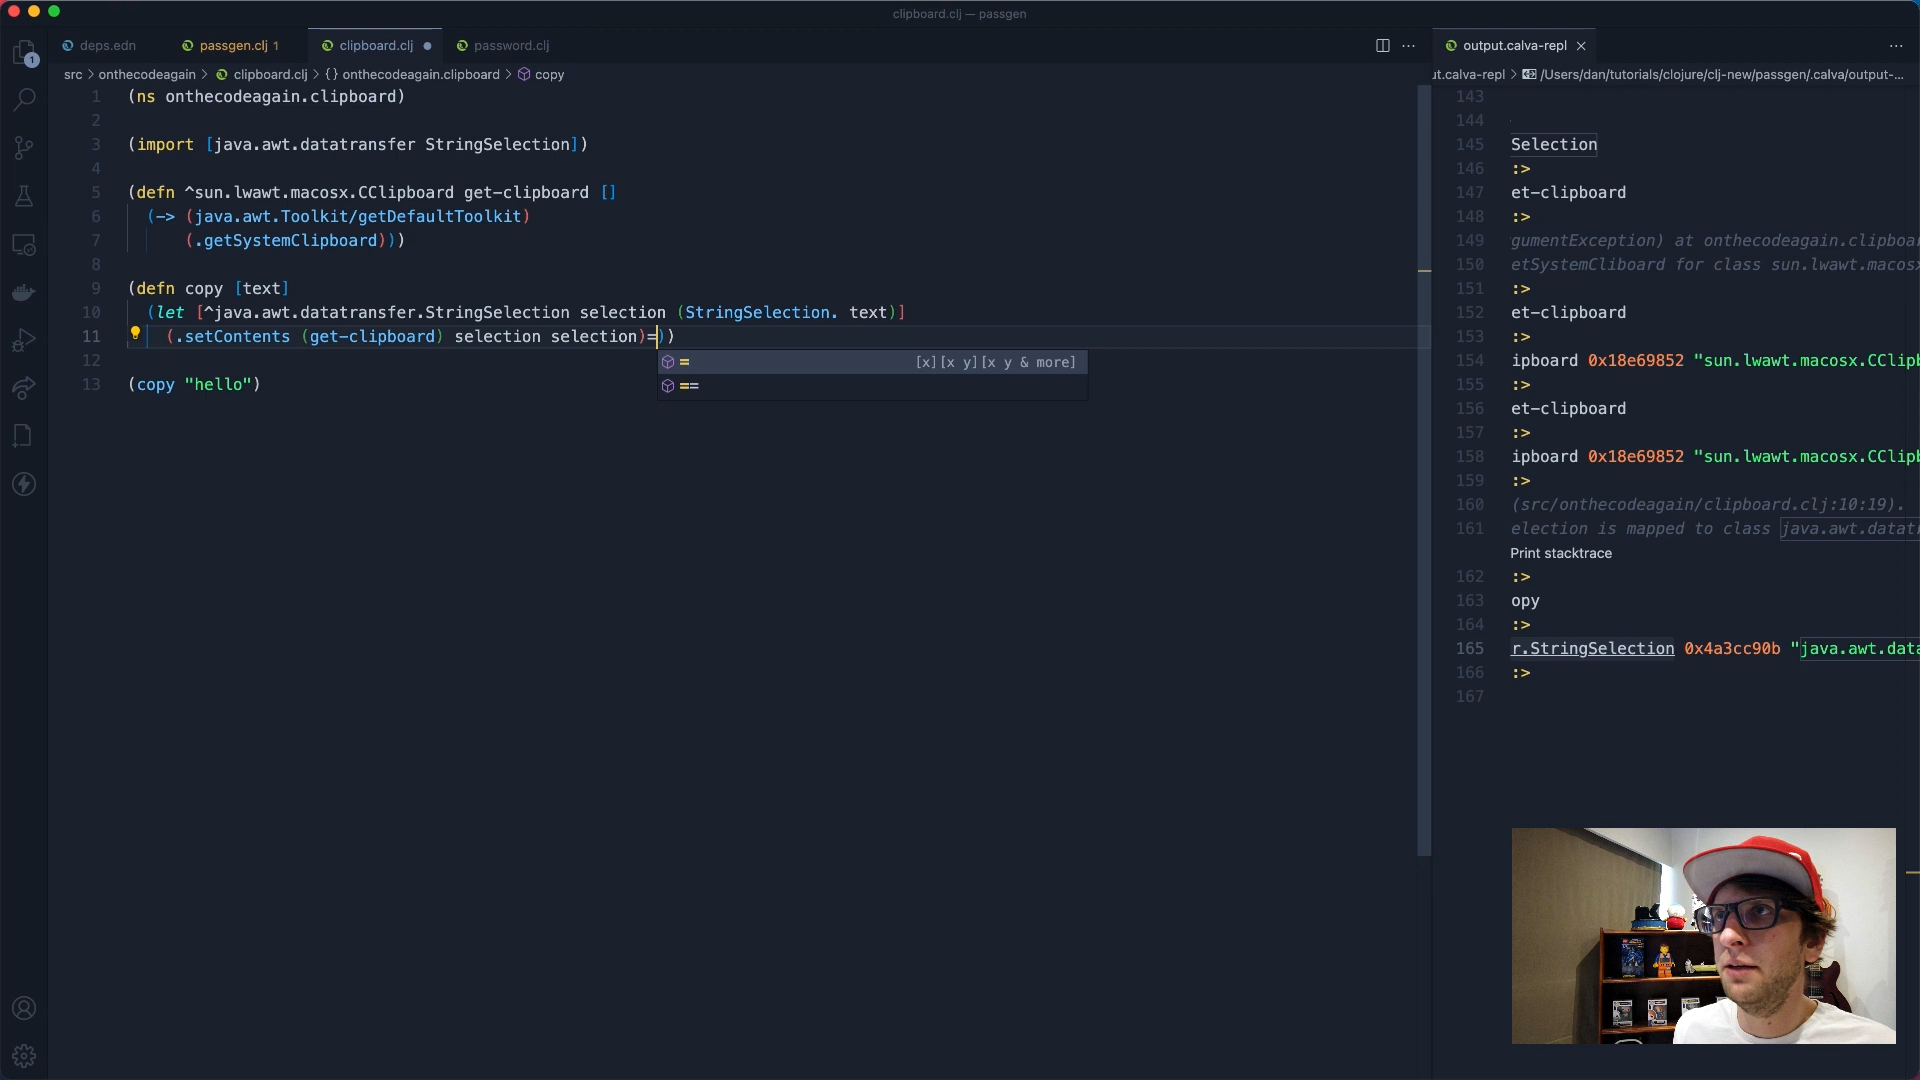 clipboard.clj — passgen
deps.edn
passgen.clj 1
clipboard.clj
password.clj
output.calva-repl
src > onthecodeagain > clipboard.clj > {} onthecodeagain.clipboard > copy
ut.calva-repl > /Users/dan/tutorials/clojure/clj-new/passgen/.calva/output-...
1
1 (ns onthecodeagain.clipboard)
2
3 (import [java.awt.datatransfer StringSelection])
4
5 (defn ^sun.lwawt.macosx.CClipboard get-clipboard []
6 (-> (java.awt.Toolkit/getDefaultToolkit)
7 (.getSystemClipboard)))
8
9 (defn copy [text]
10 (let [^java.awt.datatransfer.StringSelection selection (StringSelection. text)]
11 (.setContents (get-clipboard) selection selection)=))
12
13 (copy "hello")
= [x][x y][x y & more]
==
143
144
145 Selection
146 :>
147 et-clipboard
148 :>
149 gumentException) at onthecodeagain.clipboar
150 etSystemCliboard for class sun.lwawt.macosx
151 :>
152 et-clipboard
153 :>
154 ipboard 0x18e69852 "sun.lwawt.macosx.CClipb
155 :>
156 et-clipboard
157 :>
158 ipboard 0x18e69852 "sun.lwawt.macosx.CClipb
159 :>
160 (src/onthecodeagain/clipboard.clj:10:19).
161 election is mapped to class java.awt.datatr
Print stacktrace
162 :>
163 opy
164 :>
165 r.StringSelection 0x4a3cc90b "java.awt.data
166 :>
167